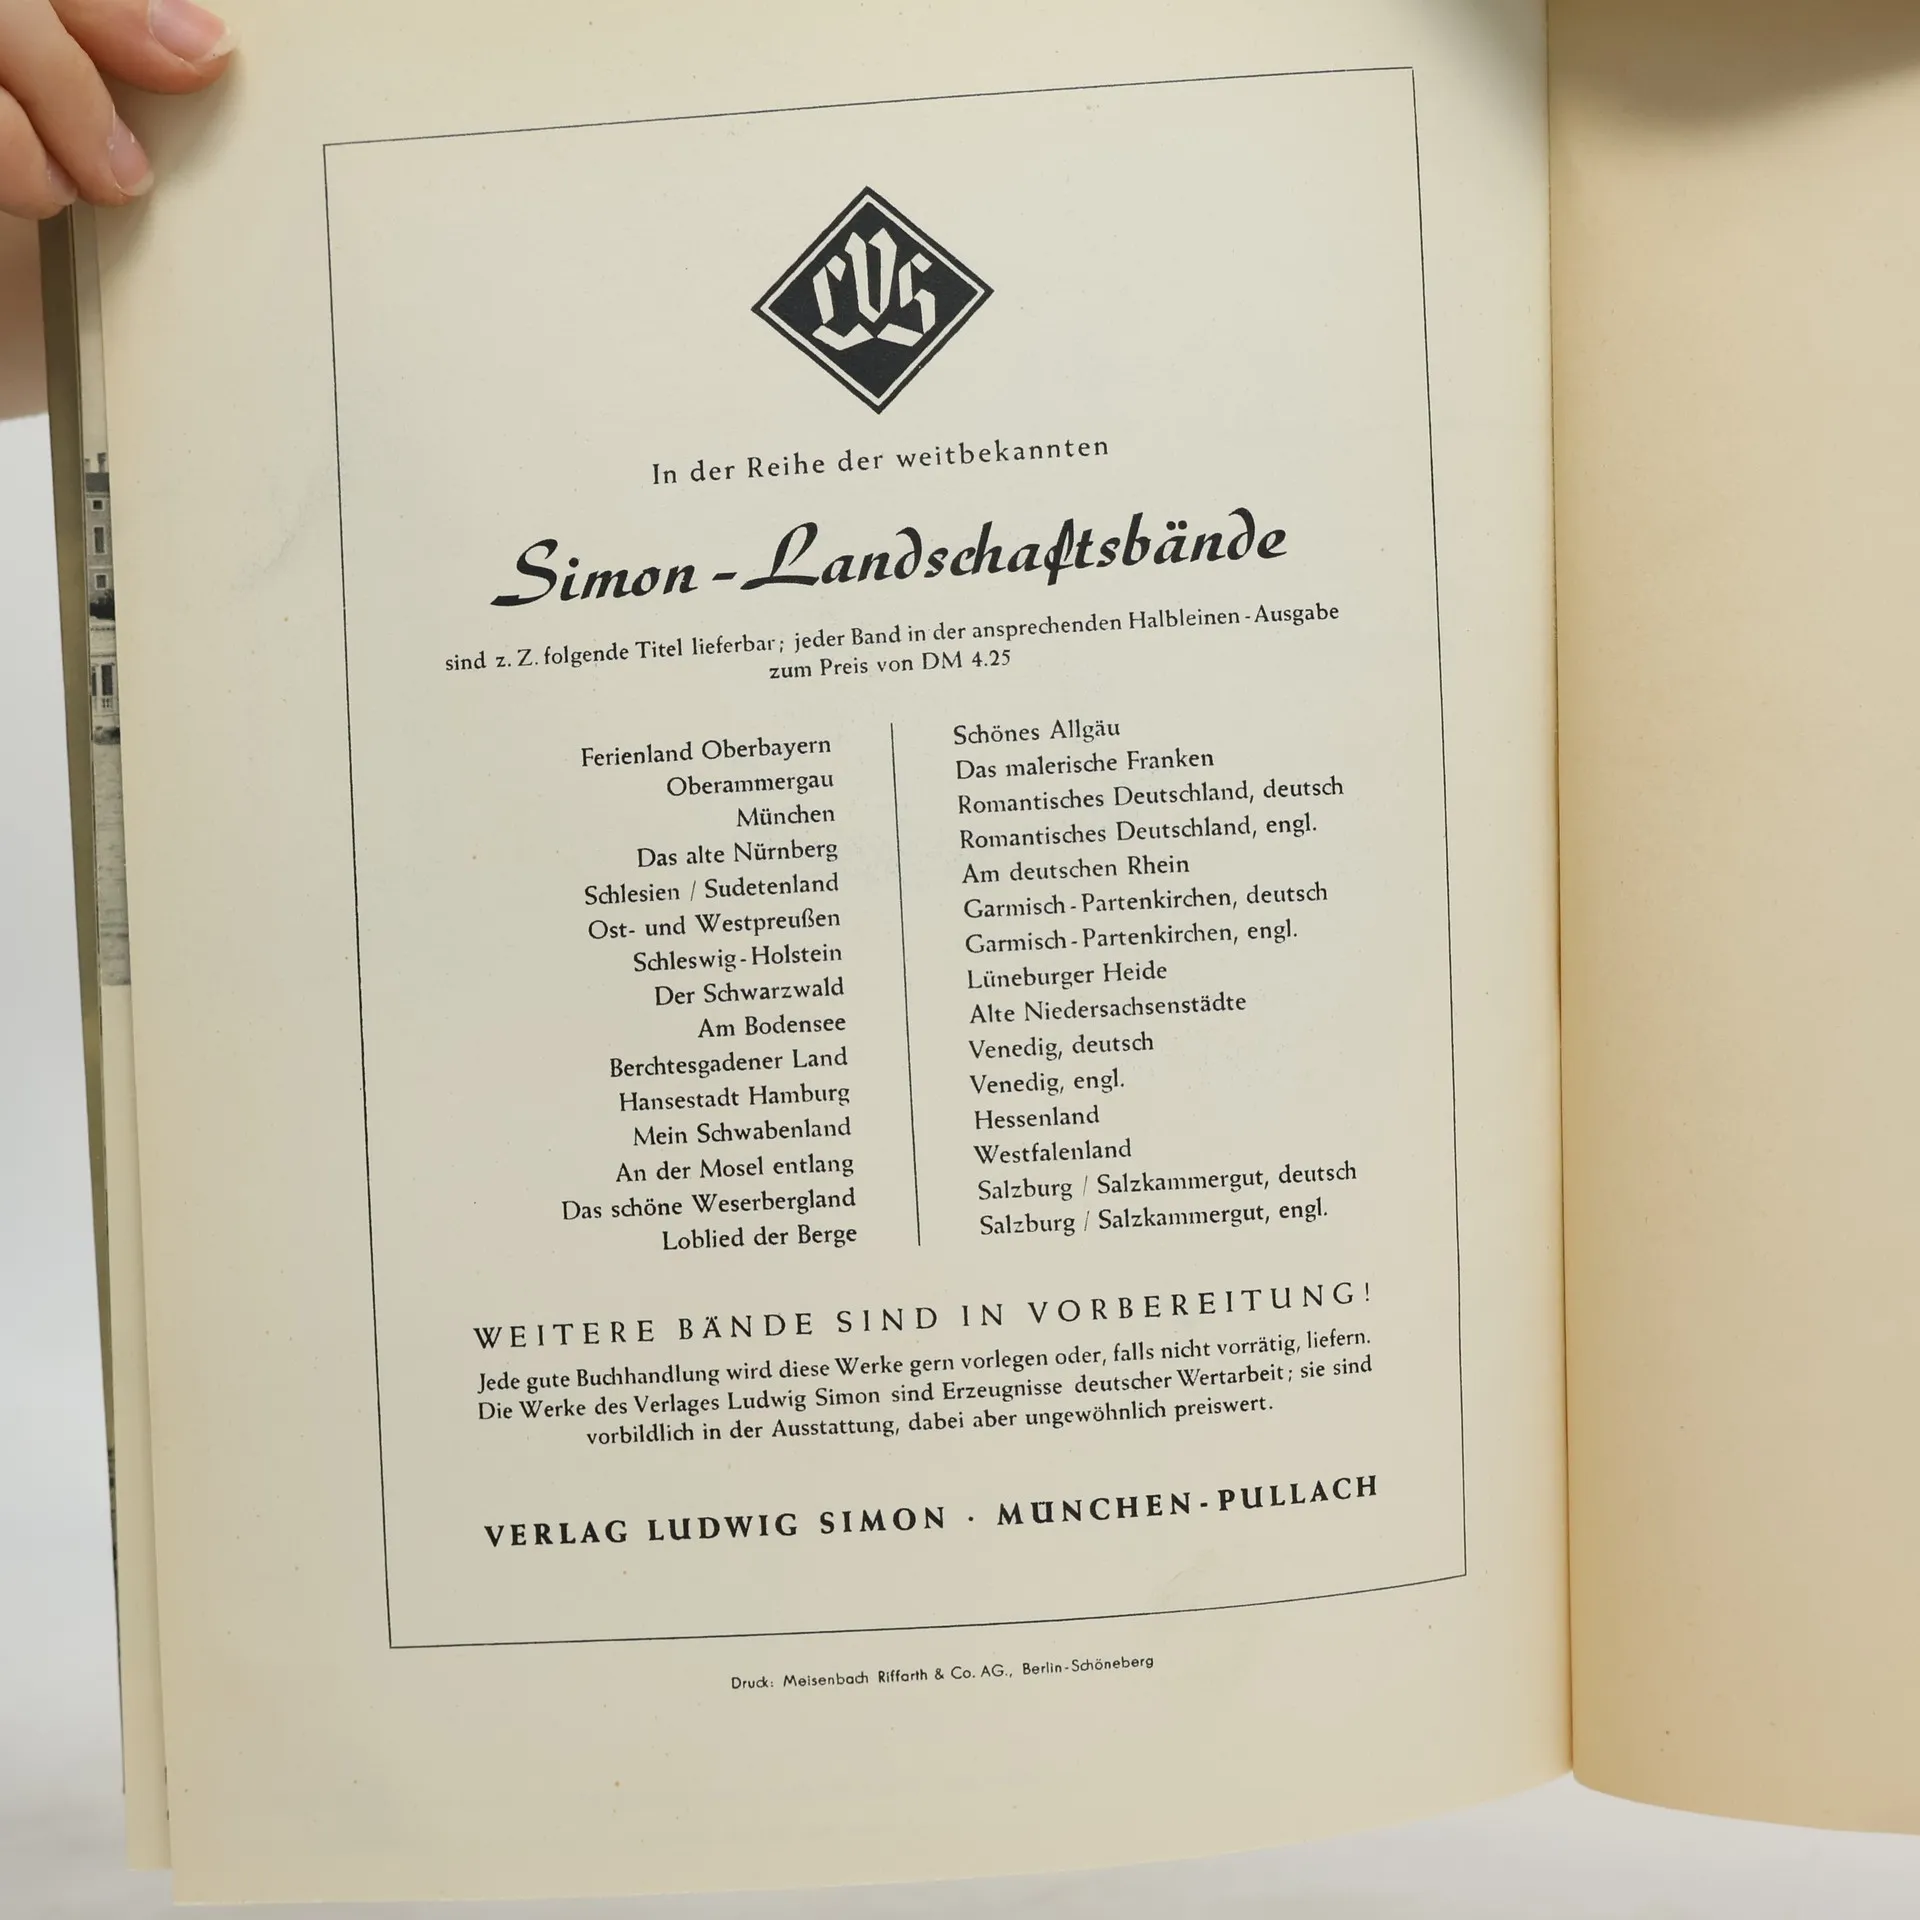 LVS
In der Reihe der weitbekannten
Simon-Landschaftsbände
sind z. Z. folgende Titel lieferbar; jeder Band in der ansprechenden Halbleinen-Ausgabe
zum Preis von DM 4.25
Ferienland Oberbayern
Oberammergau
München
Das alte Nürnberg
Schlesien / Sudetenland
Ost- und Westpreußen
Schleswig-Holstein
Der Schwarzwald
Am Bodensee
Berchtesgadener Land
Hansestadt Hamburg
Mein Schwabenland
An der Mosel entlang
Das schöne Weserbergland
Loblied der Berge
Schönes Allgäu
Das malerische Franken
Romantisches Deutschland, deutsch
Romantisches Deutschland, engl.
Am deutschen Rhein
Garmisch-Partenkirchen, deutsch
Garmisch-Partenkirchen, engl.
Lüneburger Heide
Alte Niedersachsenstädte
Venedig, deutsch
Venedig, engl.
Hessenland
Westfalenland
Salzburg / Salzkammergut, deutsch
Salzburg / Salzkammergut, engl.
WEITERE BÄNDE SIND IN VORBEREITUNG!
Jede gute Buchhandlung wird diese Werke gern vorlegen oder, falls nicht vorrätig, liefern.
Die Werke des Verlages Ludwig Simon sind Erzeugnisse deutscher Wertarbeit; sie sind
vorbildlich in der Ausstattung, dabei aber ungewöhnlich preiswert.
VERLAG LUDWIG SIMON · MÜNCHEN-PULLACH
Druck: Meisenbach Riffarth & Co. AG., Berlin-Schöneberg